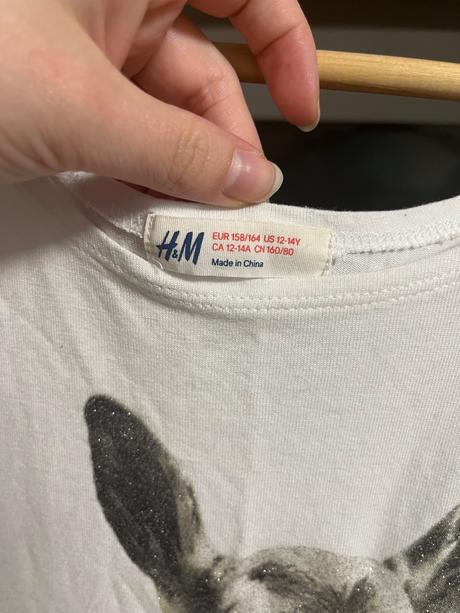 H&M
EUR 158/164 US 12-14Y
CA 12-14A CN 160/80
Made in China